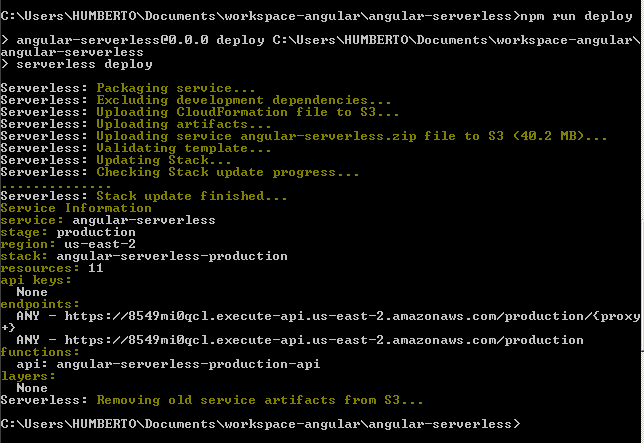 C:\Users\HUMBERTO\Documents\workspace-angular\angular-serverless>npm run deploy
> angular-serverless@0.0.0 deploy C:\Users\HUMBERTO\Documents\workspace-angular\
angular-serverless
> serverless deploy
Serverless: Packaging service...
Serverless: Excluding development dependencies...
Serverless: Uploading CloudFormation file to S3...
Serverless: Uploading artifacts...
Serverless: Uploading service angular-serverless.zip file to S3 (40.2 MB)...
Serverless: Validating template...
Serverless: Updating Stack...
Serverless: Checking Stack update progress...
..............
Serverless: Stack update finished...
Service Information
service: angular-serverless
stage: production
region: us-east-2
stack: angular-serverless-production
resources: 11
api keys:
  None
endpoints:
  ANY - https://8549mi0qcl.execute-api.us-east-2.amazonaws.com/production/{proxy
+}
  ANY - https://8549mi0qcl.execute-api.us-east-2.amazonaws.com/production
functions:
  api: angular-serverless-production-api
layers:
  None
Serverless: Removing old service artifacts from S3...
C:\Users\HUMBERTO\Documents\workspace-angular\angular-serverless>